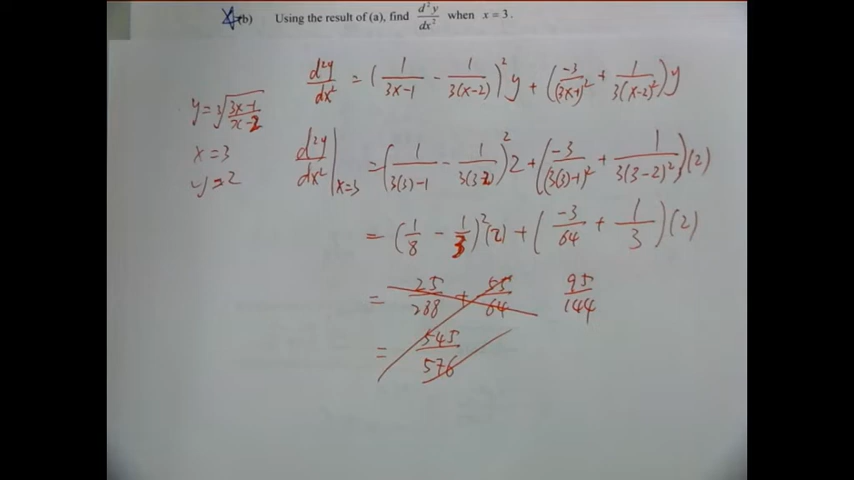 (b) Using the result of (a), find d²y/dx² when x = 3.
d²y/dx² = (1/(3x-1) - 1/(3(x-2)))² y + (-3/(3x-1)² + 1/(3(x-2)²)) y
y = ∛((3x-1)/(x-2))
x = 3
y = 2
d²y/dx² |x=3 = (1/(3(3)-1) - 1/(3(3-2)))² 2 + (-3/(3(3)-1)² + 1/(3(3-2)²)) (2)
= (1/8 - 1/3)² (2) + (-3/64 + 1/3) (2)
= 25/288 + 55/64 95/144
= 545/576